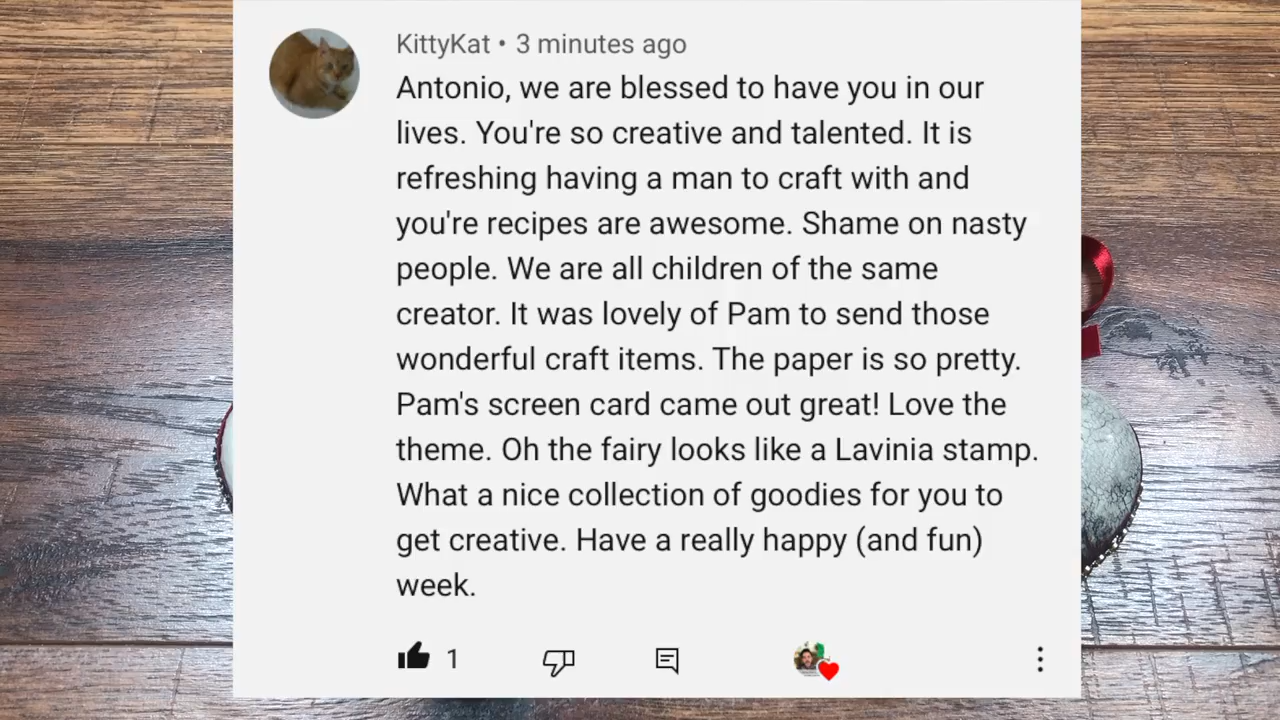 KittyKat • 3 minutes ago
Antonio, we are blessed to have you in our
lives. You're so creative and talented. It is
refreshing having a man to craft with and
you're recipes are awesome. Shame on nasty
people. We are all children of the same
creator. It was lovely of Pam to send those
wonderful craft items. The paper is so pretty.
Pam's screen card came out great! Love the
theme. Oh the fairy looks like a Lavinia stamp.
What a nice collection of goodies for you to
get creative. Have a really happy (and fun)
week.
1